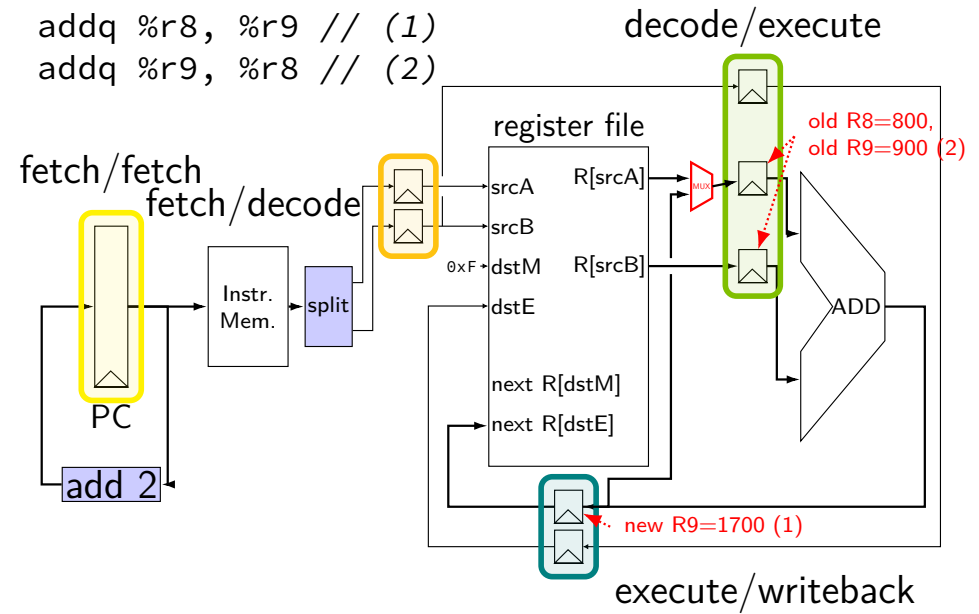 addq %r8, %r9 // (1)
addq %r9, %r8 // (2)
decode/execute
register file
old R8=800,
old R9=900 (2)
fetch/fetch
fetch/decode
srcA
R[srcA]
MUX
srcB
0xF
dstM
R[srcB]
Instr.
Mem.
split
dstE
ADD
next R[dstM]
PC
next R[dstE]
add 2
new R9=1700 (1)
execute/writeback